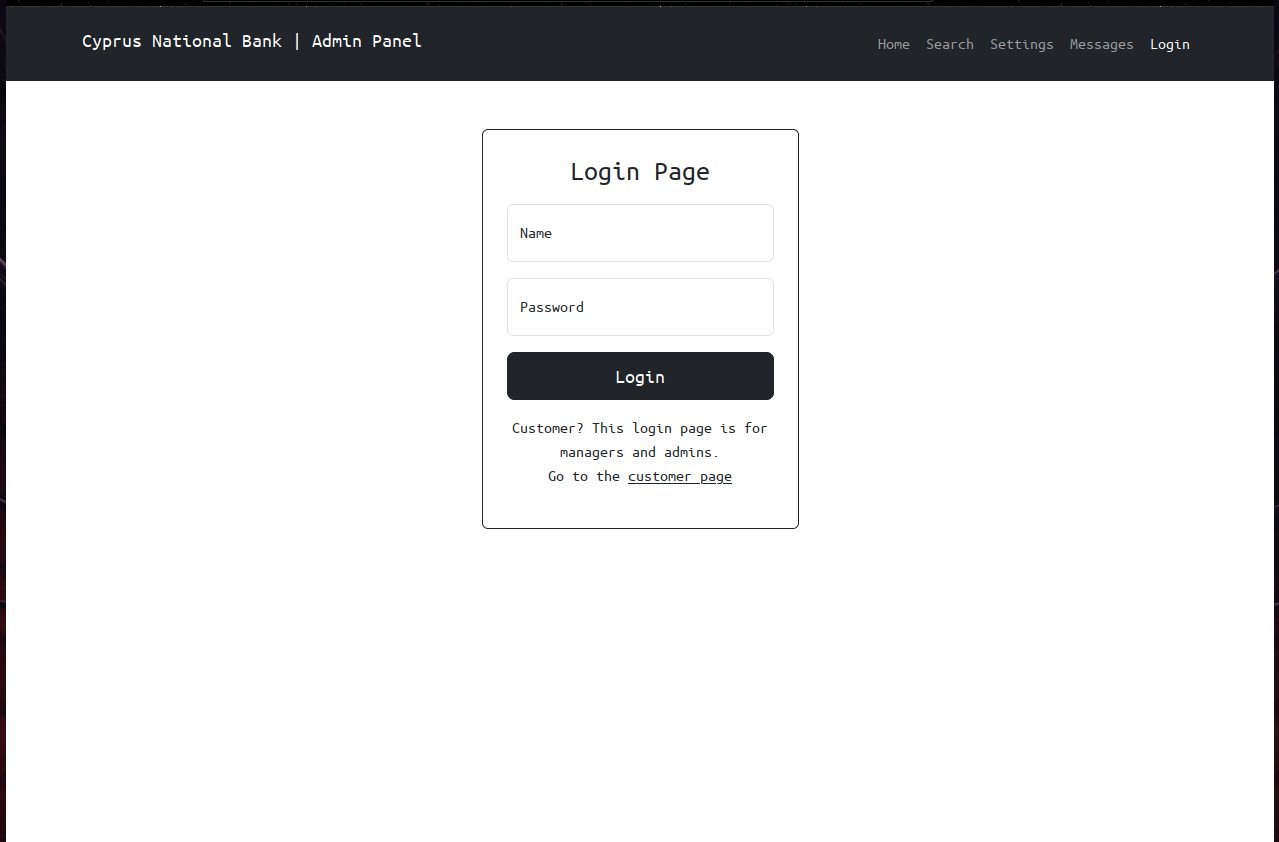 Cyprus National Bank | Admin Panel
Home Search Settings Messages Login
Login Page
Name
Password
Login
Customer? This login page is for
managers and admins.
Go to the customer page